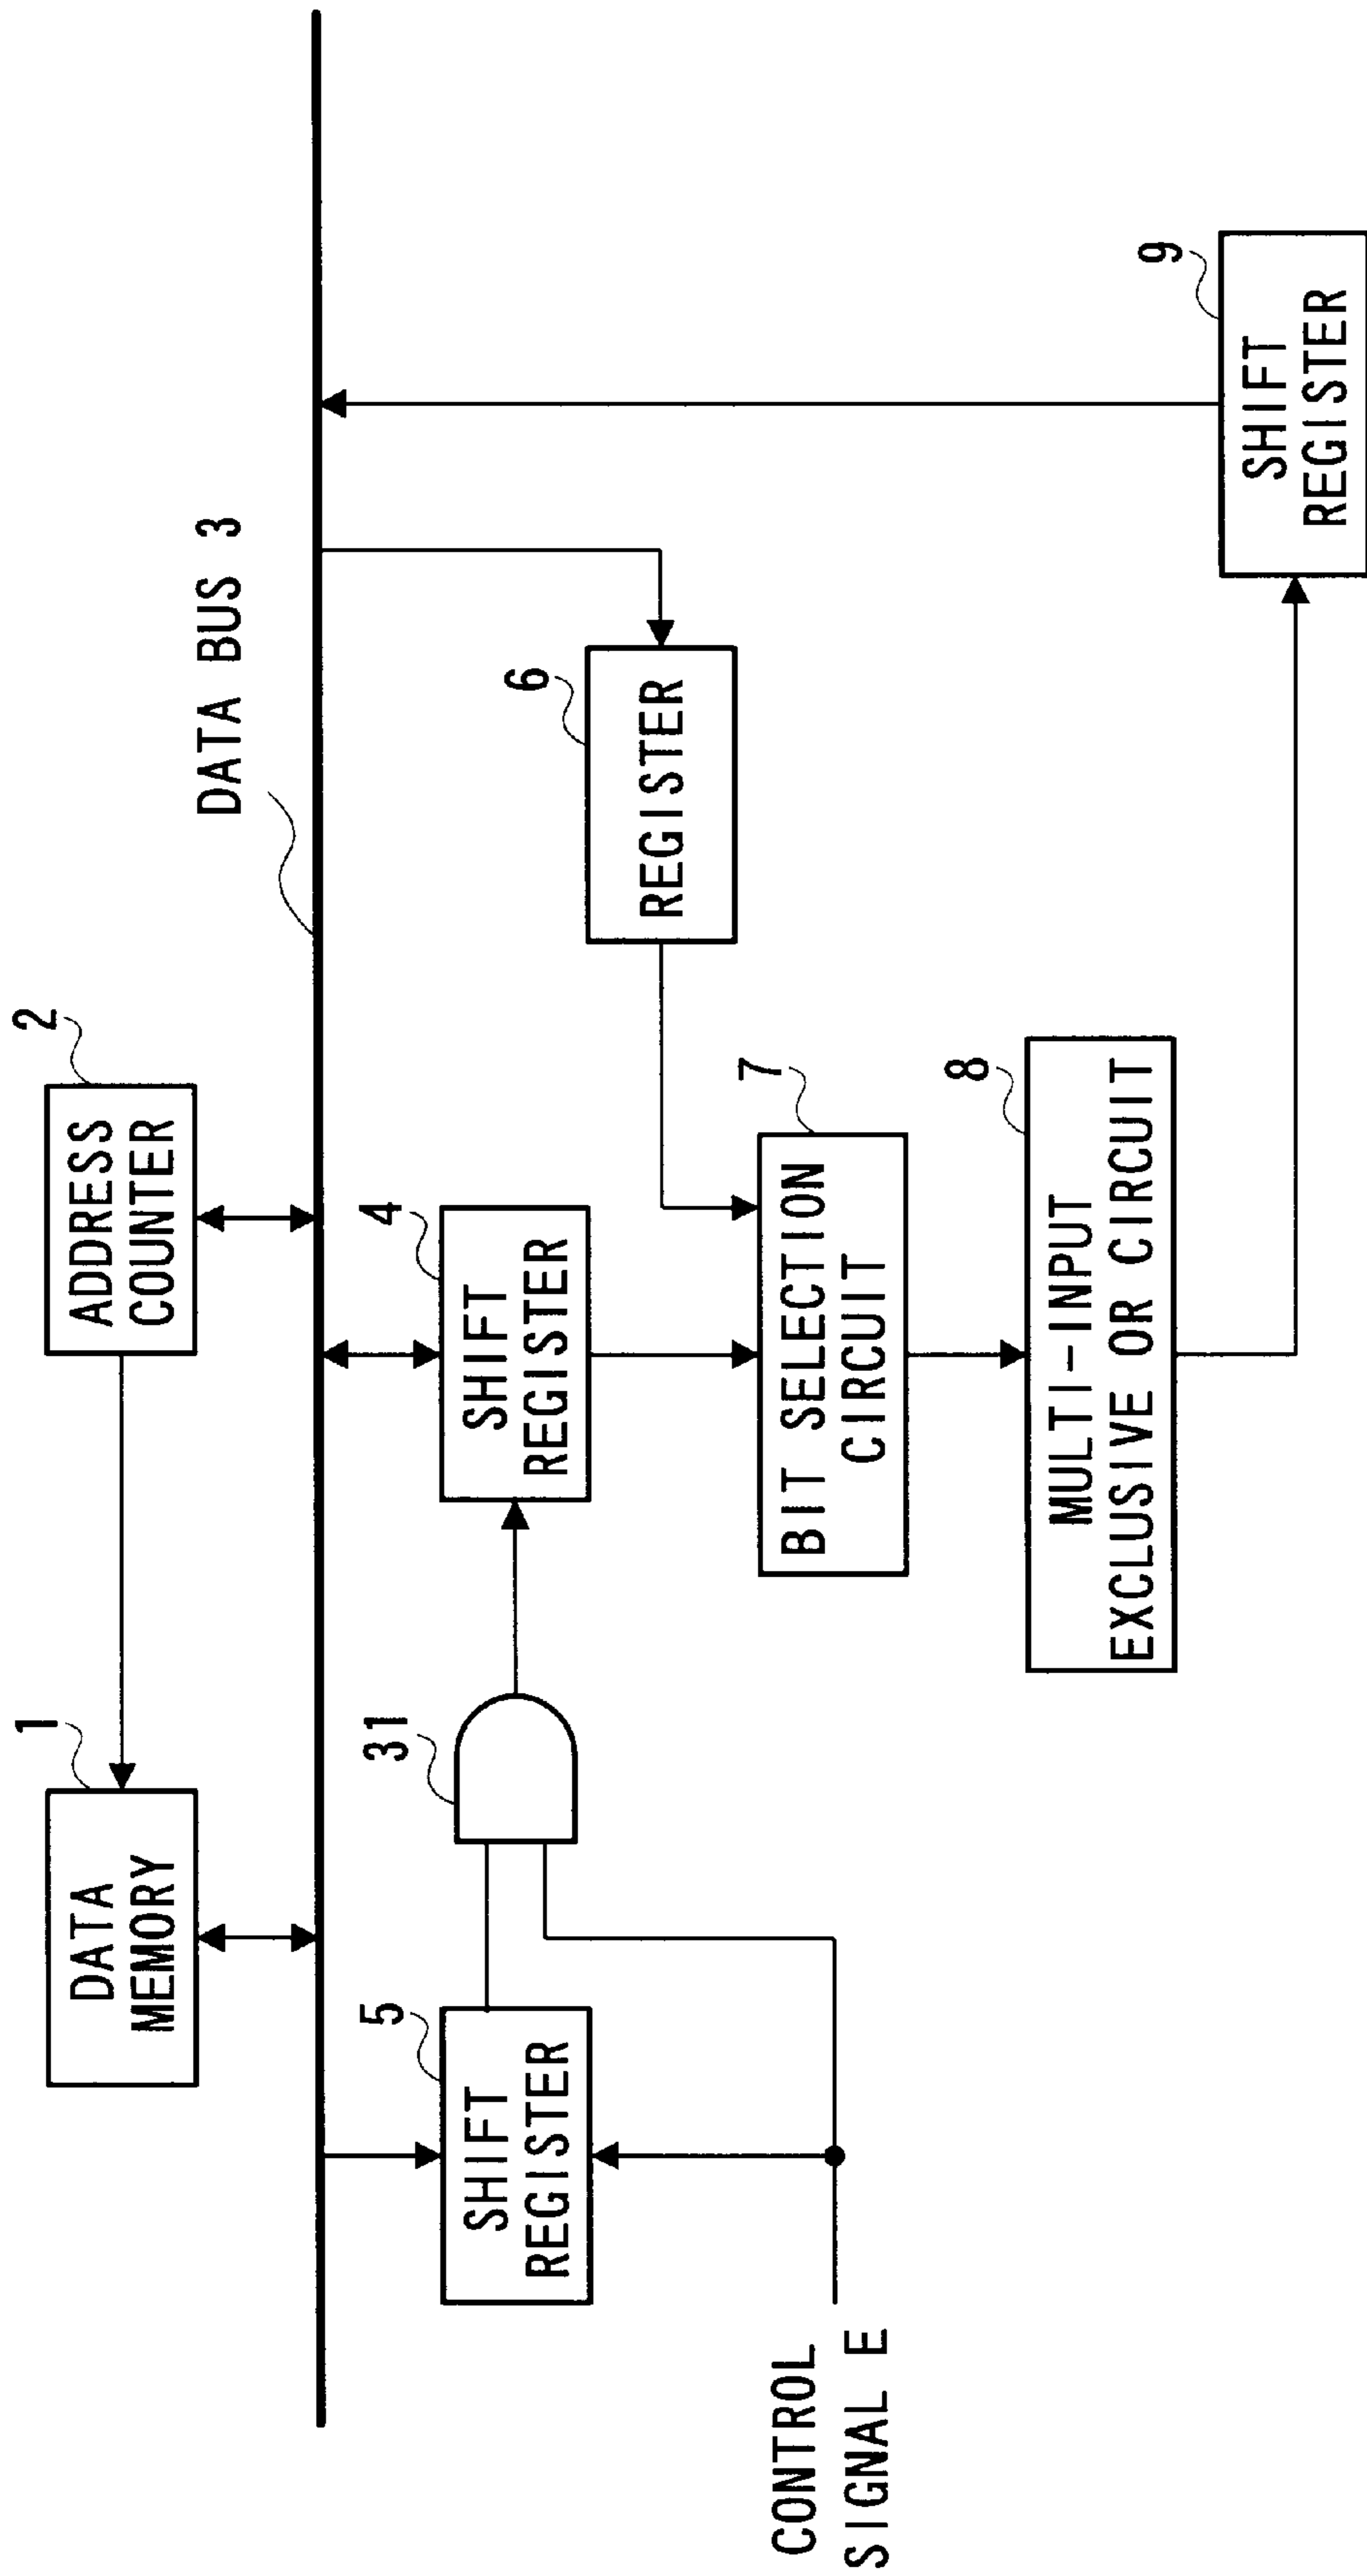 1
DATA
MEMORY
2
ADDRESS
COUNTER
DATA BUS 3
5
SHIFT
REGISTER
31
4
SHIFT
REGISTER
6
REGISTER
CONTROL
SIGNAL E
7
BIT SELECTION
CIRCUIT
8
MULTI-INPUT
EXCLUSIVE OR CIRCUIT
9
SHIFT
REGISTER